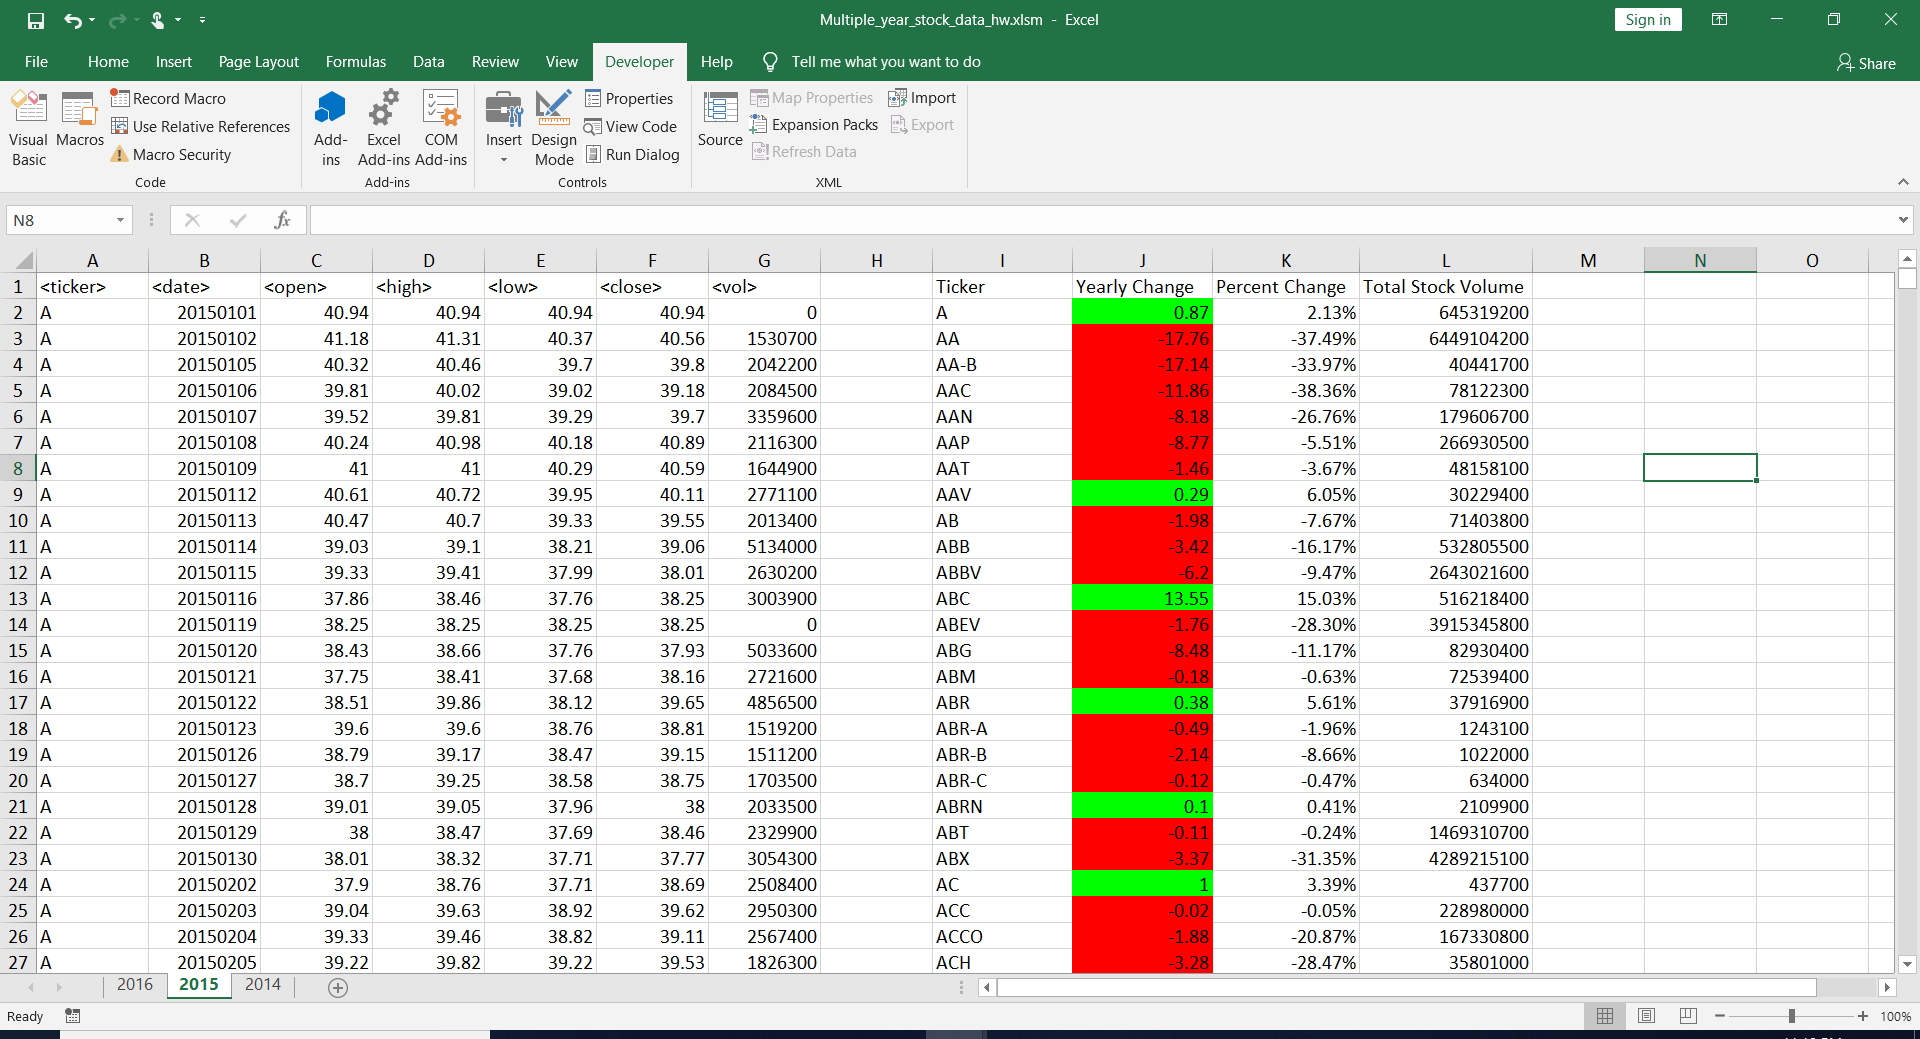 Multiple_year_stock_data_hw.xlsm - Excel
Sign in
File Home Insert Page Layout Formulas Data Review View Developer Help Tell me what you want to do Share
Visual Basic
Macros
Record Macro
Use Relative References
Macro Security
Code
Add-ins
Excel Add-ins
COM Add-ins
Add-ins
Insert
Design Mode
Properties
View Code
Run Dialog
Controls
Source
Map Properties
Expansion Packs
Refresh Data
Import
Export
XML
N8
fx
A B C D E F G H I J K L M N O
1 <ticker> <date> <open> <high> <low> <close> <vol> Ticker Yearly Change Percent Change Total Stock Volume
2 A 20150101 40.94 40.94 40.94 40.94 0 A 0.87 2.13% 645319200
3 A 20150102 41.18 41.31 40.37 40.56 1530700 AA -17.76 -37.49% 6449104200
4 A 20150105 40.32 40.46 39.7 39.8 2042200 AA-B -17.14 -33.97% 40441700
5 A 20150106 39.81 40.02 39.02 39.18 2084500 AAC -11.86 -38.36% 78122300
6 A 20150107 39.52 39.81 39.29 39.7 3359600 AAN -8.18 -26.76% 179606700
7 A 20150108 40.24 40.98 40.18 40.89 2116300 AAP -8.77 -5.51% 266930500
8 A 20150109 41 41 40.29 40.59 1644900 AAT -1.46 -3.67% 48158100
9 A 20150112 40.61 40.72 39.95 40.11 2771100 AAV 0.29 6.05% 30229400
10 A 20150113 40.47 40.7 39.33 39.55 2013400 AB -1.98 -7.67% 71403800
11 A 20150114 39.03 39.1 38.21 39.06 5134000 ABB -3.42 -16.17% 532805500
12 A 20150115 39.33 39.41 37.99 38.01 2630200 ABBV -6.2 -9.47% 2643021600
13 A 20150116 37.86 38.46 37.76 38.25 3003900 ABC 13.55 15.03% 516218400
14 A 20150119 38.25 38.25 38.25 38.25 0 ABEV -1.76 -28.30% 3915345800
15 A 20150120 38.43 38.66 37.76 37.93 5033600 ABG -8.48 -11.17% 82930400
16 A 20150121 37.75 38.41 37.68 38.16 2721600 ABM -0.18 -0.63% 72539400
17 A 20150122 38.51 39.86 38.12 39.65 4856500 ABR 0.38 5.61% 37916900
18 A 20150123 39.6 39.6 38.76 38.81 1519200 ABR-A -0.49 -1.96% 1243100
19 A 20150126 38.79 39.17 38.47 39.15 1511200 ABR-B -2.14 -8.66% 1022000
20 A 20150127 38.7 39.25 38.58 38.75 1703500 ABR-C -0.12 -0.47% 634000
21 A 20150128 39.01 39.05 37.96 38 2033500 ABRN 0.1 0.41% 2109900
22 A 20150129 38 38.47 37.69 38.46 2329900 ABT -0.11 -0.24% 1469310700
23 A 20150130 38.01 38.32 37.71 37.77 3054300 ABX -3.37 -31.35% 4289215100
24 A 20150202 37.9 38.76 37.71 38.69 2508400 AC 1 3.39% 437700
25 A 20150203 39.04 39.63 38.92 39.62 2950300 ACC -0.02 -0.05% 228980000
26 A 20150204 39.33 39.46 38.82 39.11 2567400 ACCO -1.88 -20.87% 167330800
27 A 20150205 39.22 39.82 39.22 39.53 1826300 ACH -3.28 -28.47% 35801000
2016 2015 2014
Ready
100%